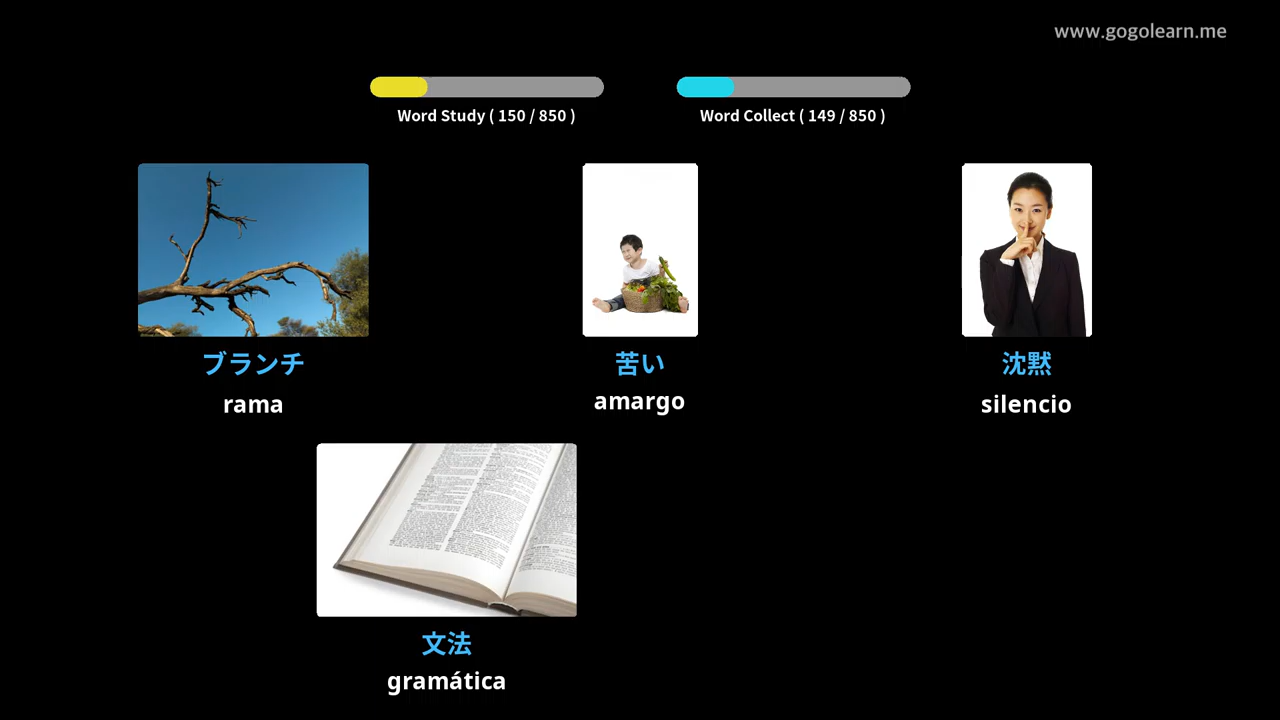 www.gogolearn.me
Word Study ( 150 / 850 )
Word Collect ( 149 / 850 )
ブランチ
rama
苦い
amargo
沈黙
silencio
文法
gramática